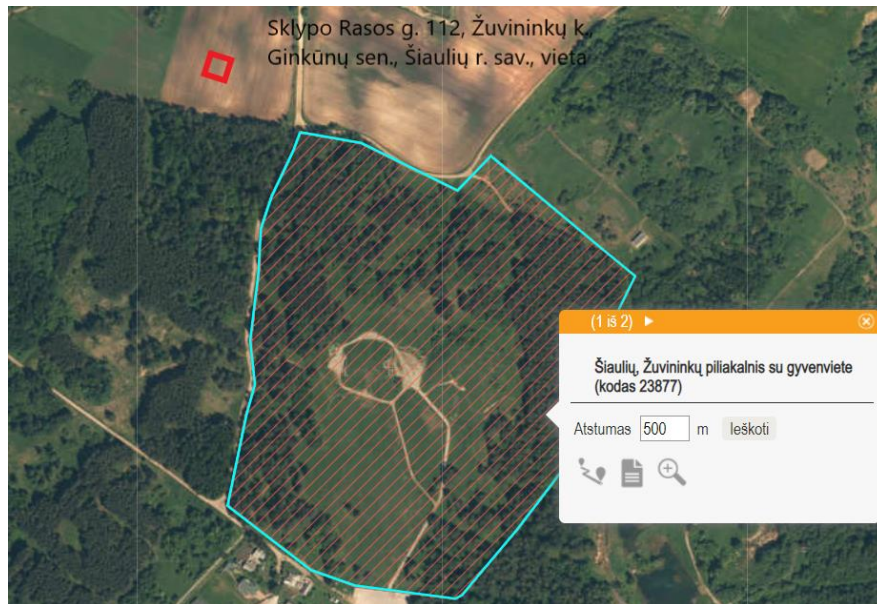 Sklypo Rasos g. 112, Žuvininkų k.,
Ginkūnų sen., Šiaulių r. sav., vieta
(1 iš 2)
Šiaulių, Žuvininkų piliakalnis su gyvenviete
(kodas 23877)
Atstumas 500 m Ieškoti